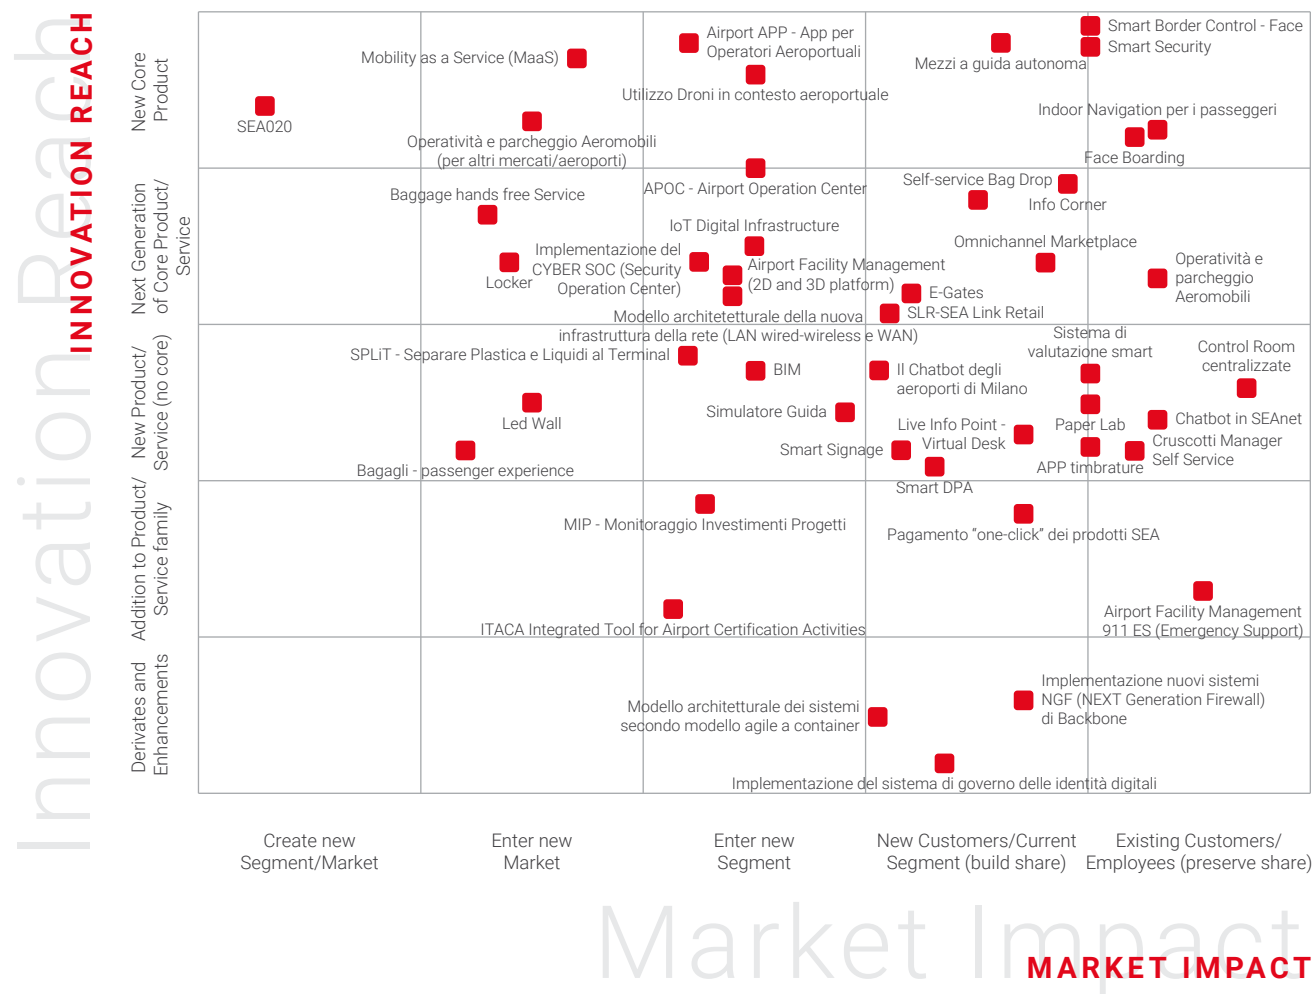 Innovation Reach
INNOVATION REACH
New Core
Product
Next Generation
of Core Product/
Service
New Product/
Service (no core)
Addition to Product/
Service family
Derivates and
Enhancements
Smart Border Control - Face
Smart Security
Airport APP - App per
Operatori Aeroportuali
Mobility as a Service (MaaS)
Mezzi a guida autonoma
Utilizzo Droni in contesto aeroportuale
SEA020
Indoor Navigation per i passeggeri
Operatività e parcheggio Aeromobili
(per altri mercati/aeroporti)
Face Boarding
APOC - Airport Operation Center
Self-service Bag Drop
Baggage hands free Service
Info Corner
IoT Digital Infrastructure
Omnichannel Marketplace
Implementazione del
CYBER SOC (Security
Operation Center)
Locker
Airport Facility Management
(2D and 3D platform)
Operatività e
parcheggio
Aeromobili
E-Gates
SLR-SEA Link Retail
Modello architetetturale della nuova
infrastruttura della rete (LAN wired-wireless e WAN)
Sistema di
valutazione smart
Control Room
centralizzate
SPLiT - Separare Plastica e Liquidi al Terminal
BIM
Il Chatbot degli
aeroporti di Milano
Simulatore Guida
Led Wall
Live Info Point -
Virtual Desk
Paper Lab
Chatbot in SEAnet
Cruscotti Manager
Self Service
Smart Signage
Bagagli - passenger experience
APP timbrature
Smart DPA
MIP - Monitoraggio Investimenti Progetti
Pagamento "one-click" dei prodotti SEA
Airport Facility Management
911 ES (Emergency Support)
ITACA Integrated Tool for Airport Certification Activities
Implementazione nuovi sistemi
NGF (NEXT Generation Firewall)
di Backbone
Modello architetturale dei sistemi
secondo modello agile a container
Implementazione del sistema di governo delle identità digitali
Create new
Segment/Market
Enter new
Market
Enter new
Segment
New Customers/Current
Segment (build share)
Existing Customers/
Employees (preserve share)
Market Impact
MARKET IMPACT